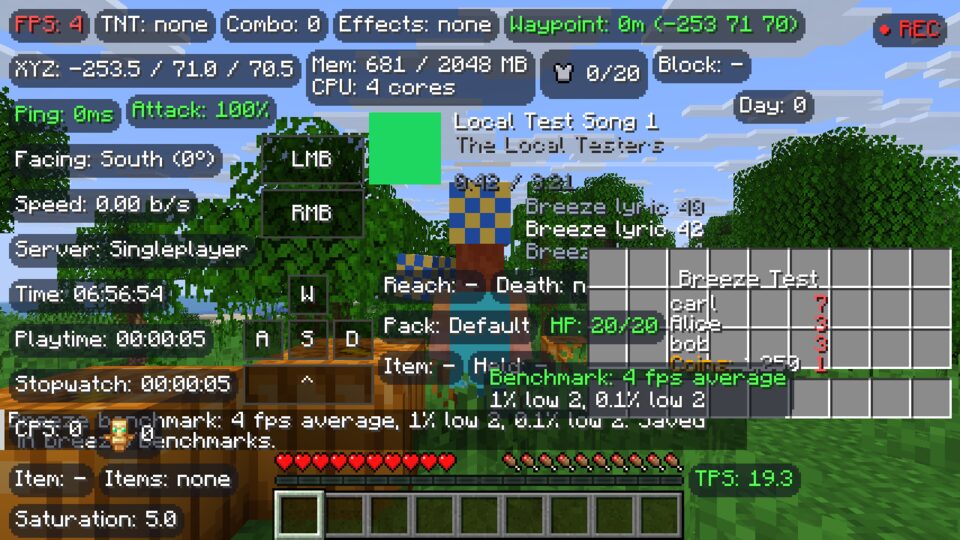 FPS: 4
TNT: none
Combo: 0
Effects: none
Waypoint: 0m (-253 71 70)
REC
XYZ: -253.5 / 71.0 / 70.5
Mem: 681 / 2048 MB
CPU: 4 cores
0/20
Block: -
Day: 0
Ping: 0ms
Attack: 100%
Local Test Song 1
The Local Testers
0:42 / 3:21
Facing: South (0°)
LMB
RMB
Speed: 0.00 b/s
Breeze lyric 40
Breeze lyric 42
Breeze
Server: Singleplayer
Breeze Test
Time: 06:56:54
W
Reach: -
Death: n
carl 7
Alice 3
bob 3
Coins: 1,250 1
Playtime: 00:00:05
A
S
D
Pack: Default
HP: 20/20
Item: -
Held: -
Stopwatch: 00:00:05
^
Benchmark: 4 fps average
1% low 2, 0.1% low 2
Breeze benchmark: 4 fps average, 1% low 2, 0.1% low 2. Saved
in breeze benchmarks.
CPS: 0
0
Item: -
Items: none
TPS: 19.3
Saturation: 5.0